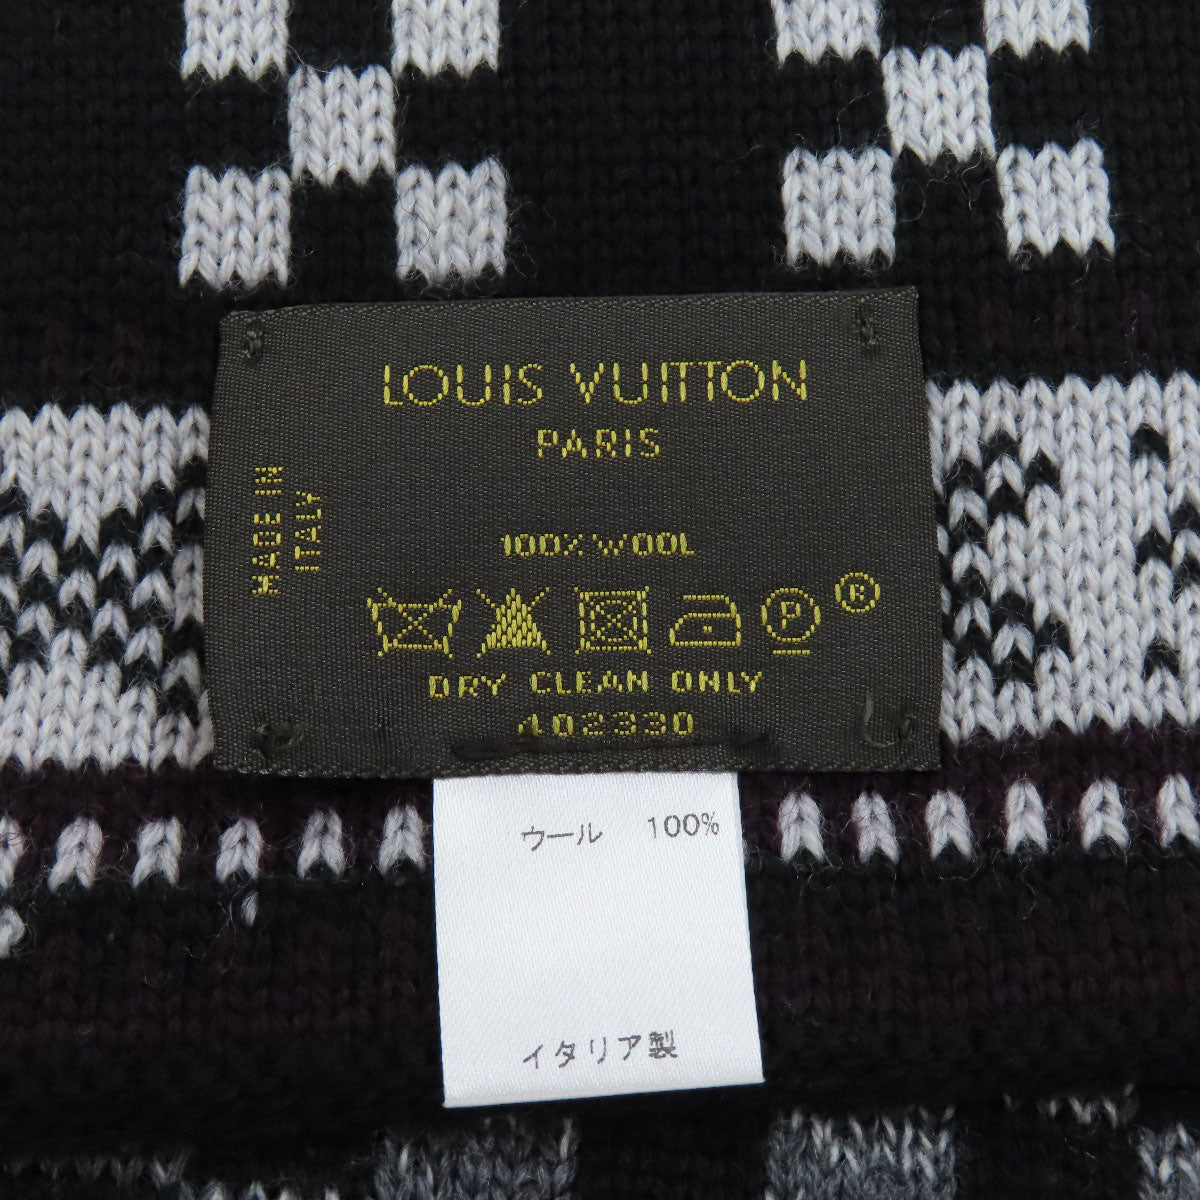 LOUIS VUITTON
PARIS
MADE IN
ITALY
100% WOOL
P ®
DRY CLEAN ONLY
402330
ウール 100%
イタリア製